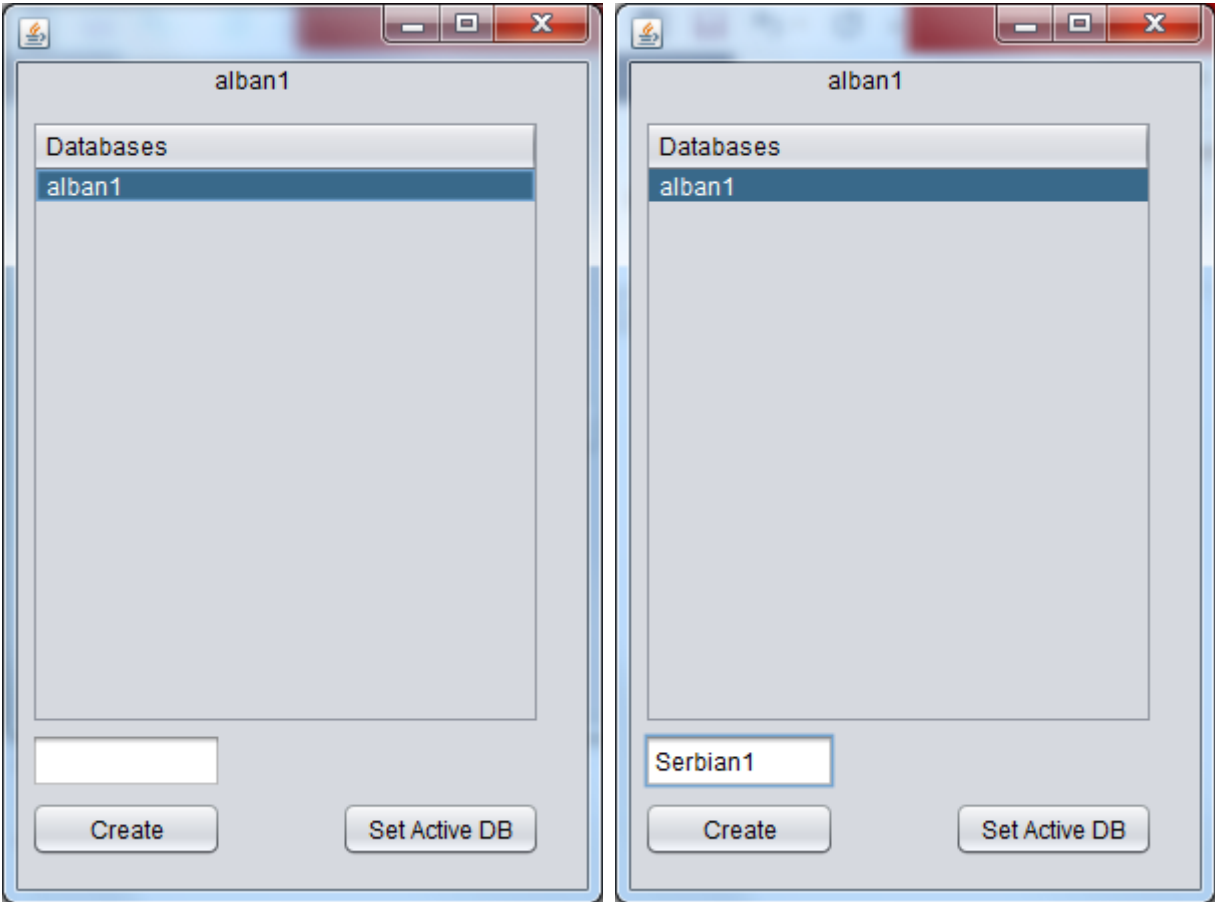 alban1
Databases
alban1
Create
Set Active DB
alban1
Databases
alban1
Serbian1
Create
Set Active DB